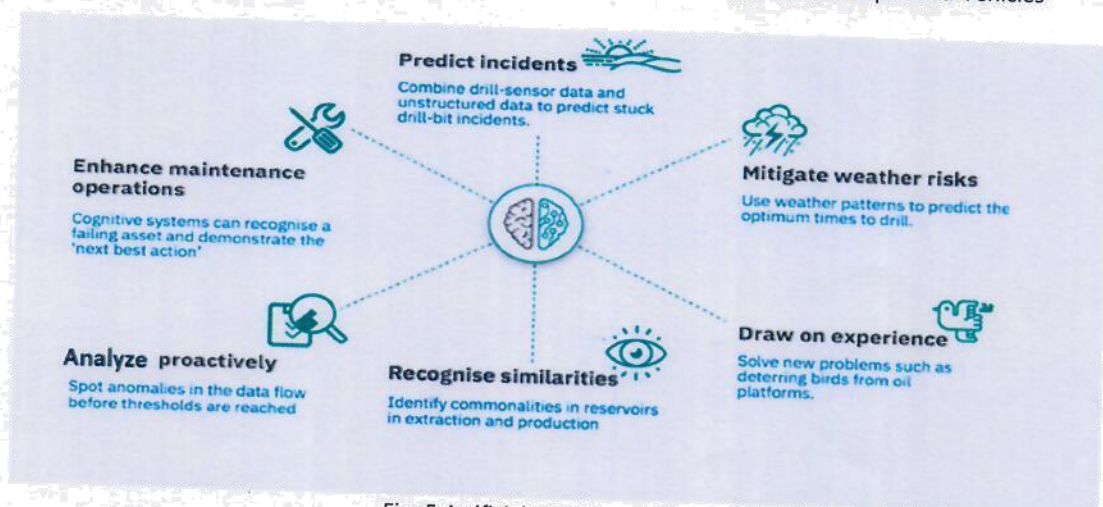 Predict incidents
Combine drill-sensor data and
unstructured data to predict stuck
drill-bit incidents.
Enhance maintenance
operations
Cognitive systems can recognise a
failing asset and demonstrate the
'next best action'
Mitigate weather risks
Use weather patterns to predict the
optimum times to drill.
Analyze proactively
Spot anomalies in the data flow
before thresholds are reached
Recognise similarities
Identify commonalities in reservoirs
in extraction and production
Draw on experience
Solve new problems such as
deterring birds from oil
platforms.